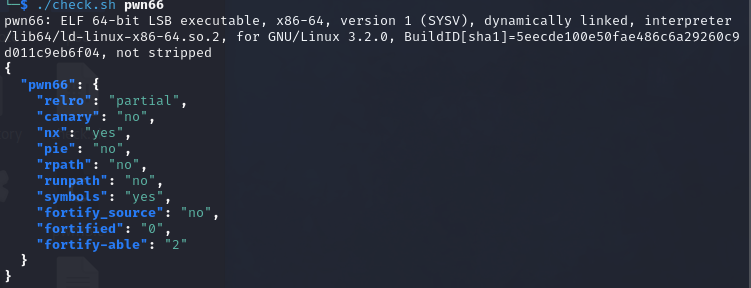 └─$ ./check.sh pwn66
pwn66: ELF 64-bit LSB executable, x86-64, version 1 (SYSV), dynamically linked, interpreter
/lib64/ld-linux-x86-64.so.2, for GNU/Linux 3.2.0, BuildID[sha1]=5eecde100e50fae486c6a29260c9
d011c9eb6f04, not stripped
{
  "pwn66": {
    "relro": "partial",
    "canary": "no",
    "nx": "yes",
    "pie": "no",
    "rpath": "no",
    "runpath": "no",
    "symbols": "yes",
    "fortify_source": "no",
    "fortified": "0",
    "fortify-able": "2"
  }
}